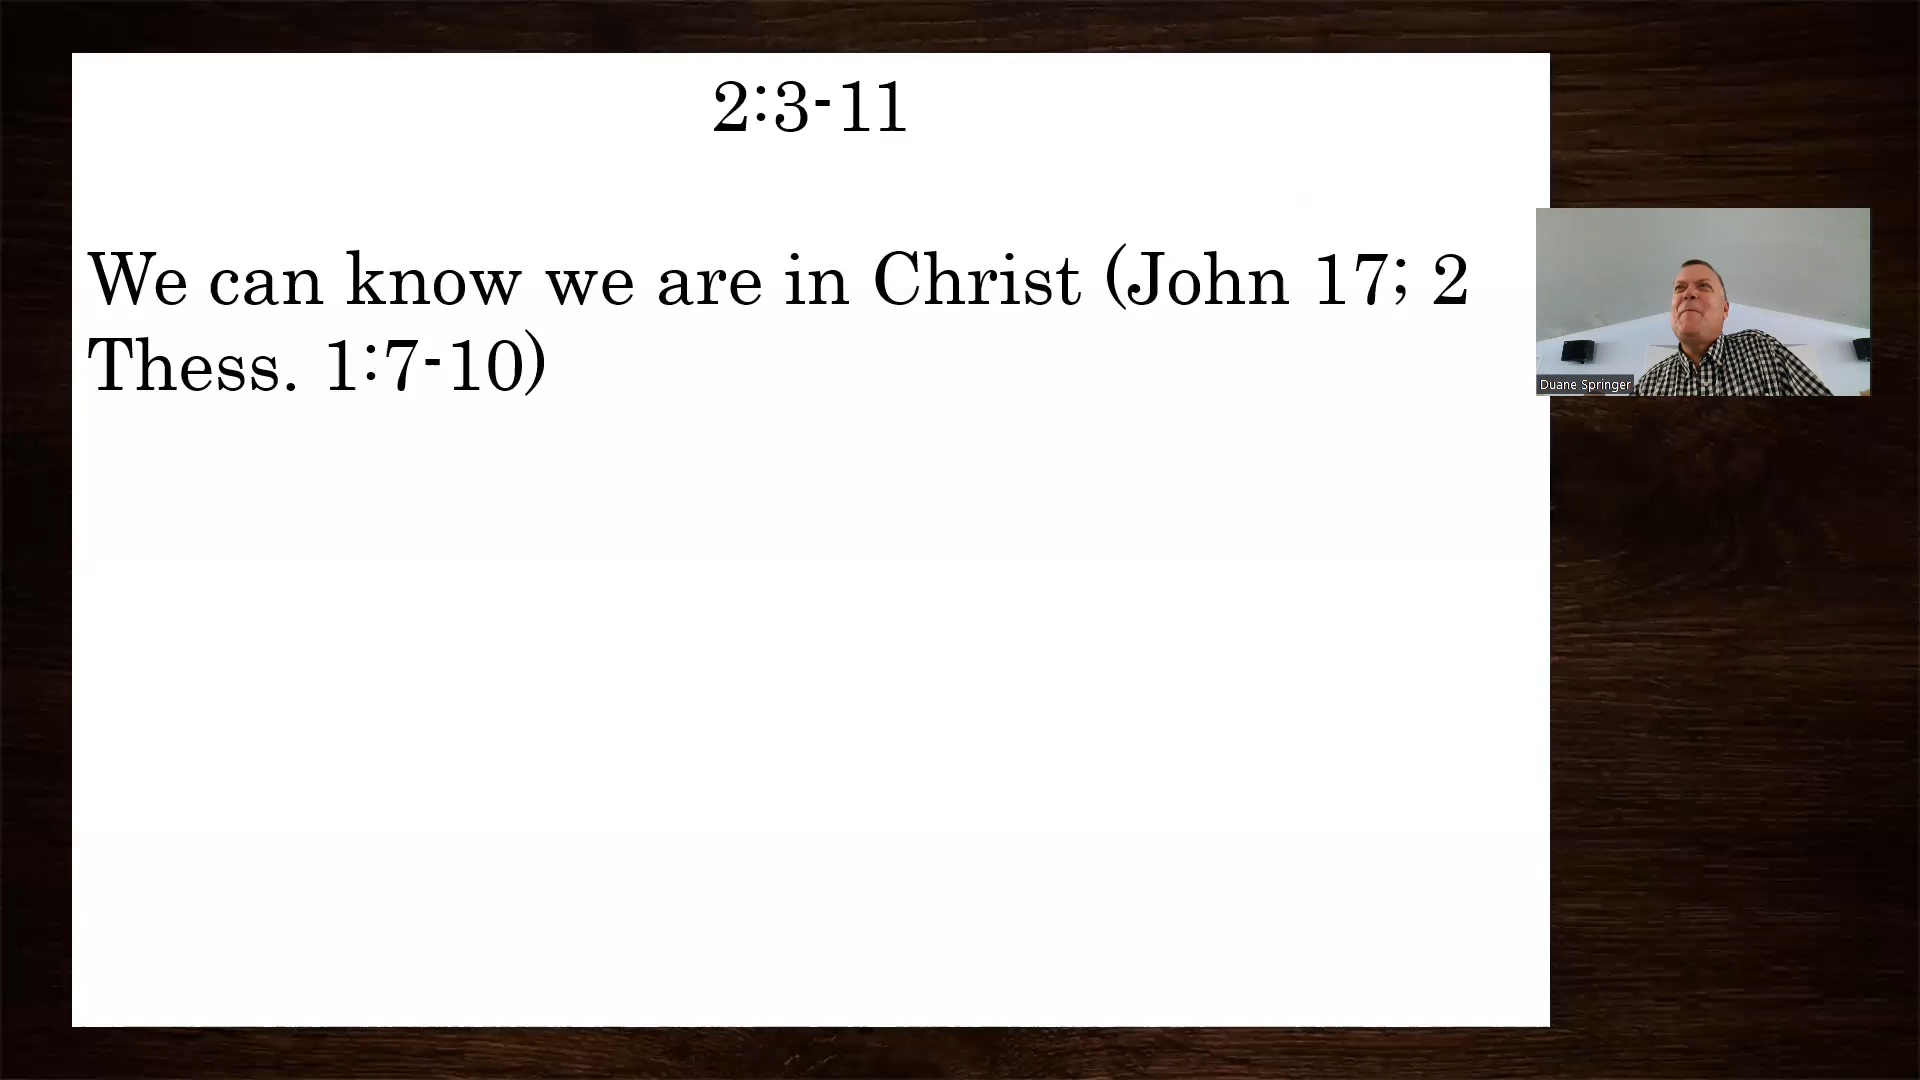 2:3-11
We can know we are in Christ (John 17; 2
Thess. 1:7-10)
Duane Springer